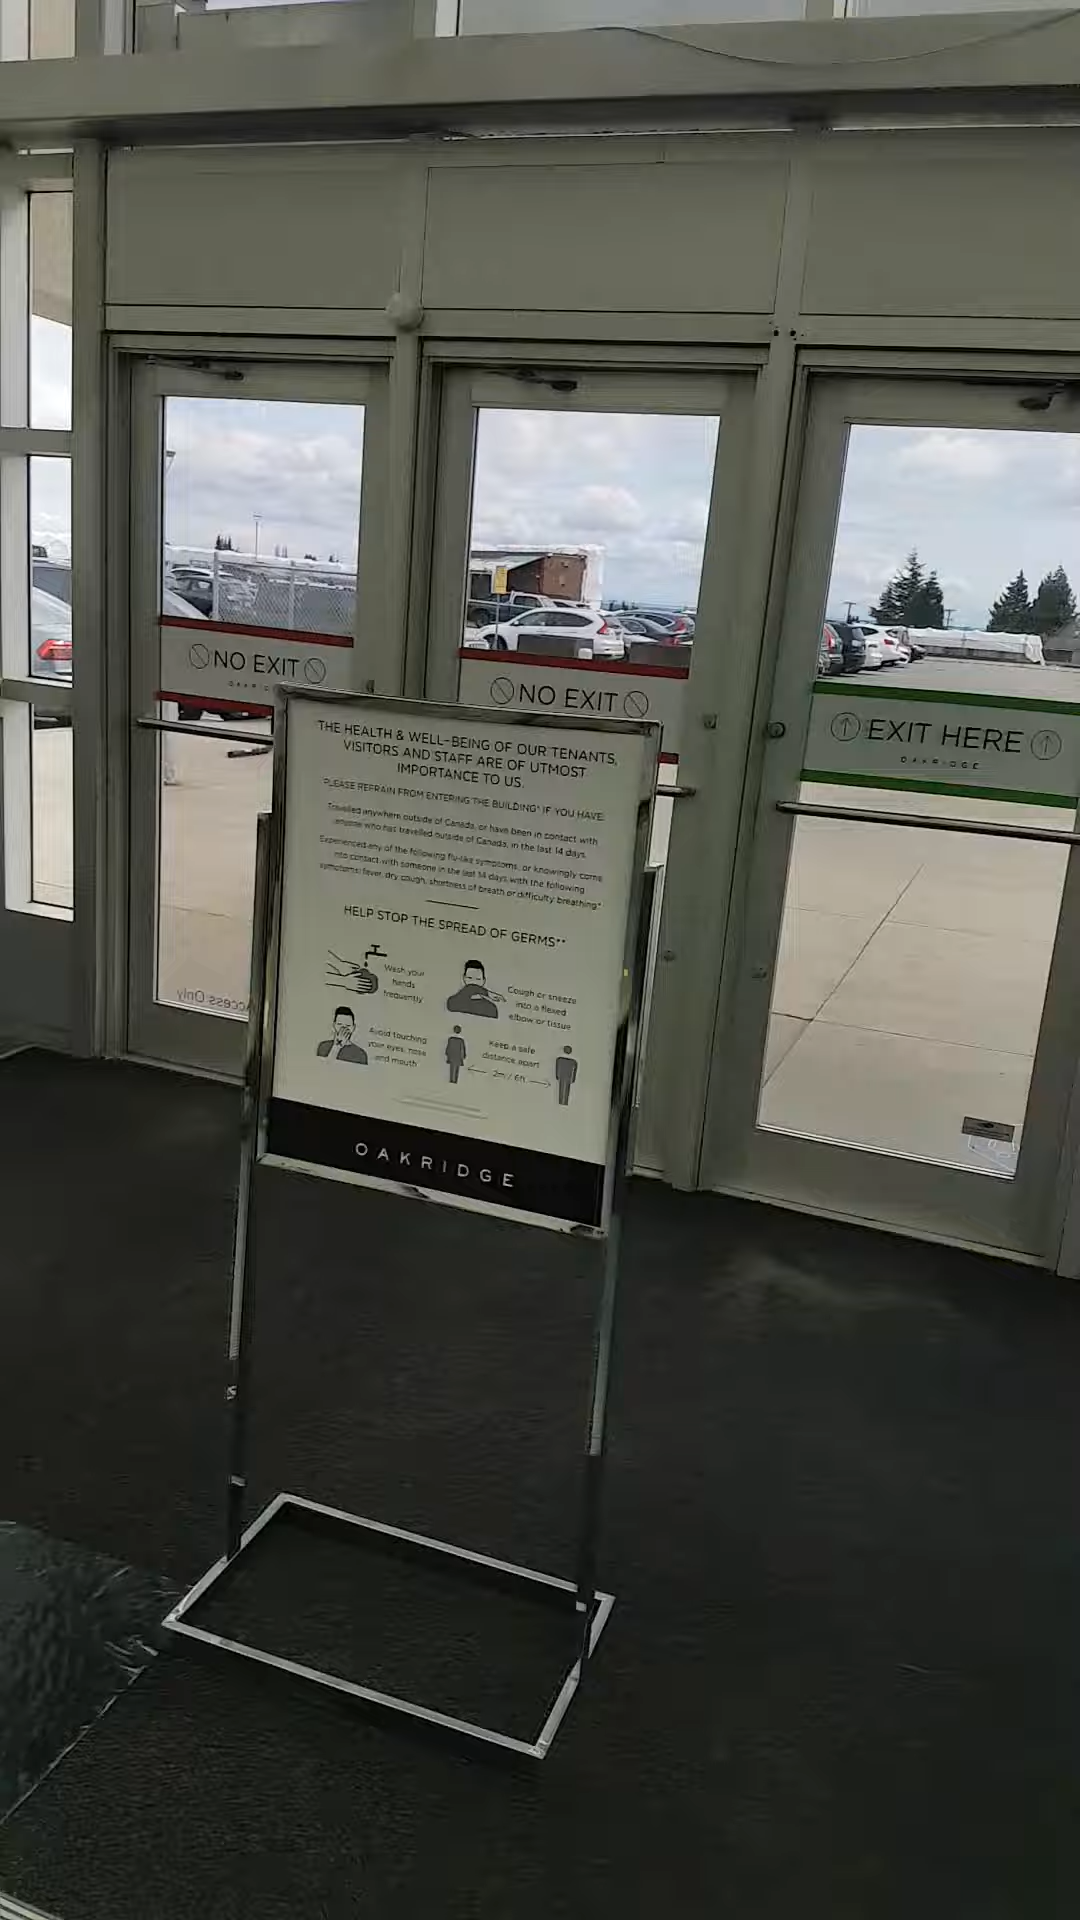 NO EXIT
OAKRIDGE
NO EXIT
EXIT HERE
OAKRIDGE
THE HEALTH & WELL-BEING OF OUR TENANTS,
VISITORS AND STAFF ARE OF UTMOST
IMPORTANCE TO US.
PLEASE REFRAIN FROM ENTERING THE BUILDING* IF YOU HAVE:
Travelled anywhere outside of Canada, or have been in contact with
anyone who has travelled outside of Canada, in the last 14 days.
Experienced any of the following flu-like symptoms, or knowingly come
into contact with someone in the last 14 days with the following
symptoms: fever, dry cough, shortness of breath or difficulty breathing*
HELP STOP THE SPREAD OF GERMS**
Wash your
hands
frequently
Cough or sneeze
into a flexed
elbow or tissue
Avoid touching
your eyes, nose
and mouth
Keep a safe
distance apart
2m / 6ft
OAKRIDGE
Access Only